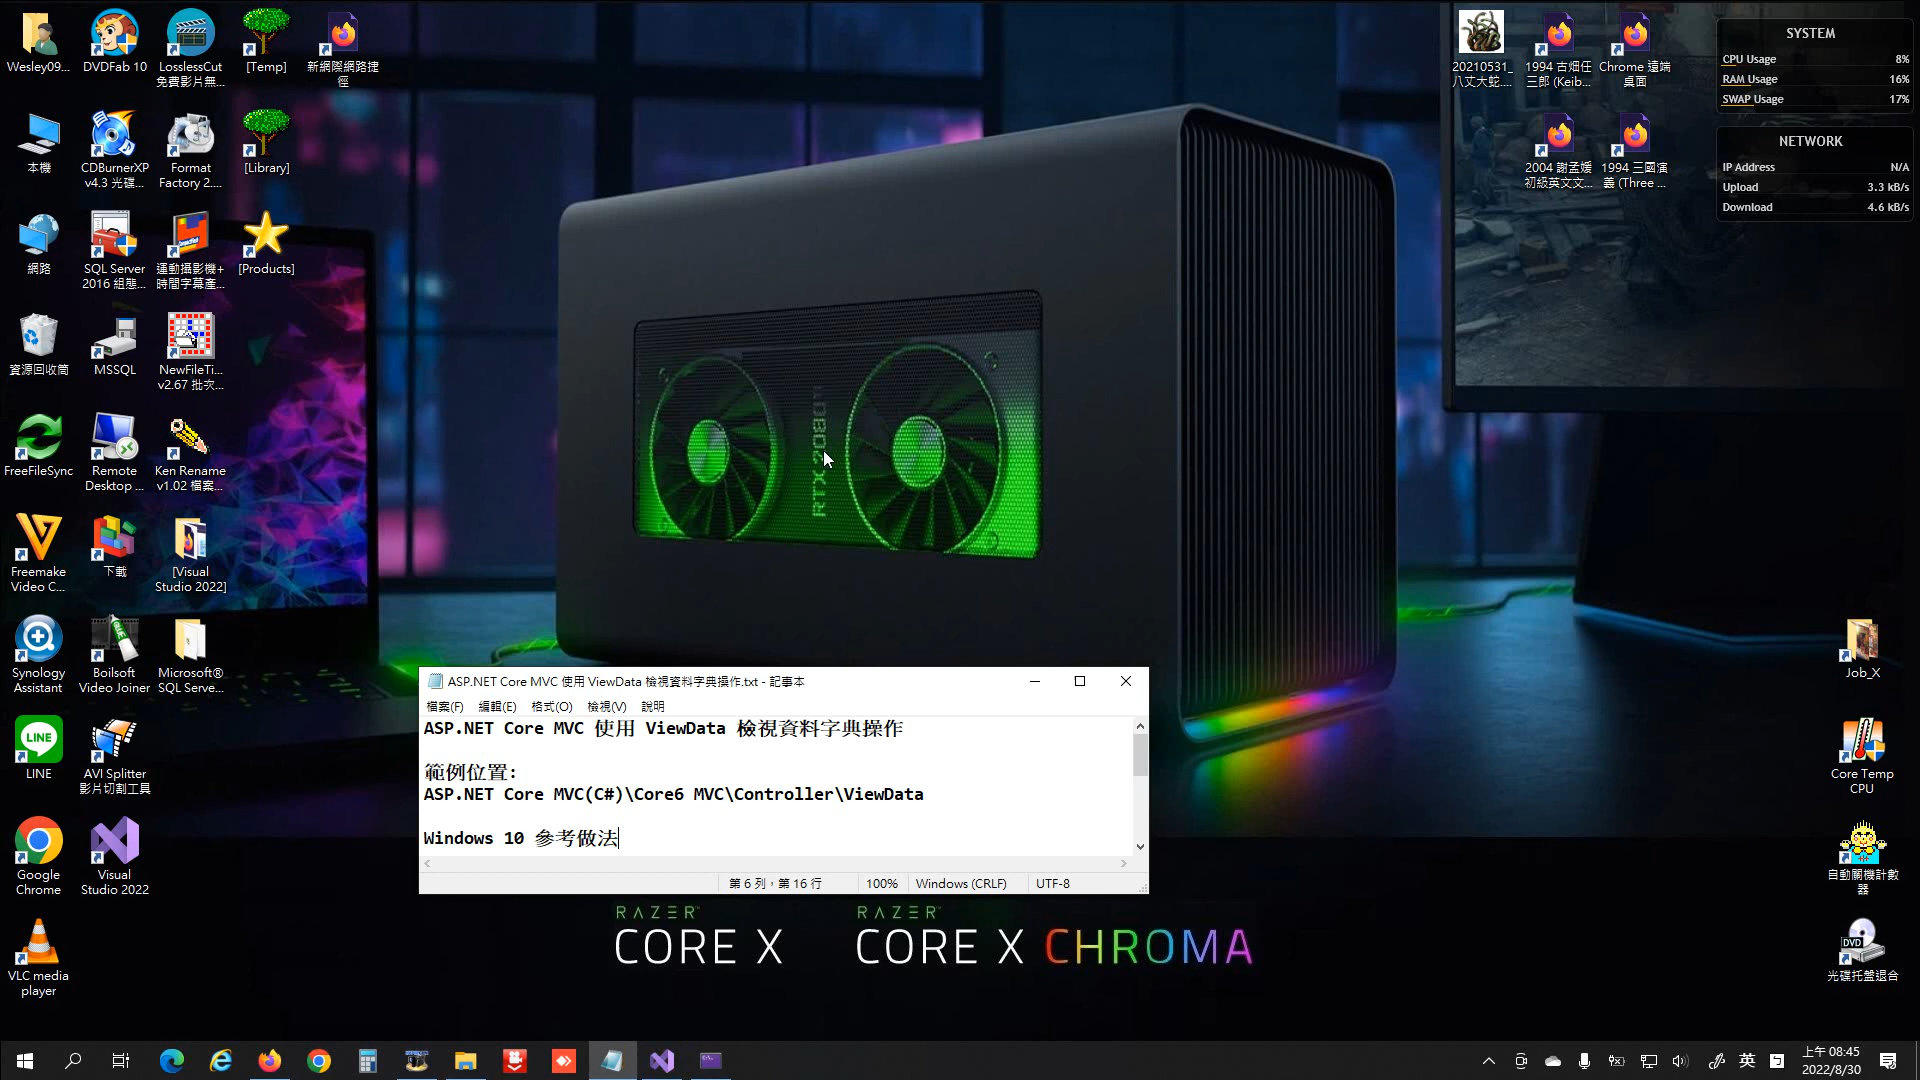 Wesley09...
DVDFab 10
LosslessCut
免費影片無...
[Temp]
新網際網路捷
徑
本機
CDBurnerXP
v4.3 光碟...
Format
Factory 2....
[Library]
網路
SQL Server
2016 組態...
運動攝影機+
時間字幕產...
[Products]
資源回收筒
MSSQL
NewFileTi...
v2.67 批次...
FreeFileSync
Remote
Desktop ...
Ken Rename
v1.02 檔案...
Freemake
Video C...
下載
[Visual
Studio 2022]
Synology
Assistant
Boilsoft
Video Joiner
Microsoft®
SQL Serve...
LINE
LINE
AVI Splitter
影片切割工具
Google
Chrome
Visual
Studio 2022
VLC media
player
20210531_
八丈大蛇....
1994 古畑任
三郎 (Keib...
Chrome 遠端
桌面
2004 謝孟媛
初級英文文...
1994 三國演
義 (Three ...
SYSTEM
CPU Usage 8%
RAM Usage 16%
SWAP Usage 17%
NETWORK
IP Address N/A
Upload 3.3 kB/s
Download 4.6 kB/s
Job_X
Core Temp
CPU
自動關機計數
器
DVD
光碟托盤退合
RTX 2080
ASP.NET Core MVC 使用 ViewData 檢視資料字典操作.txt - 記事本
檔案(F) 編輯(E) 格式(O) 檢視(V) 說明
ASP.NET Core MVC 使用 ViewData 檢視資料字典操作
範例位置:
ASP.NET Core MVC(C#)\Core6 MVC\Controller\ViewData
Windows 10 參考做法
第 6 列，第 16 行 100% Windows (CRLF) UTF-8
RAZER™
CORE X
RAZER™
CORE X CHROMA
英
上午 08:45
2022/8/30